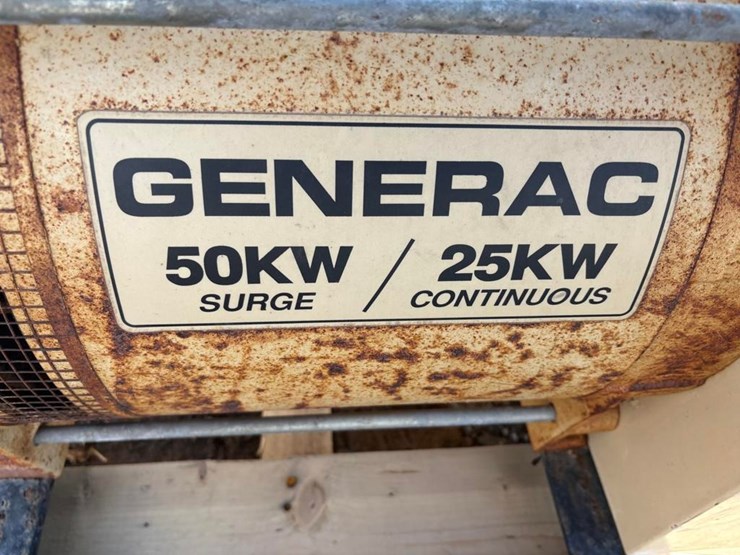 GENERAC
50KW / 25KW
SURGE CONTINUOUS